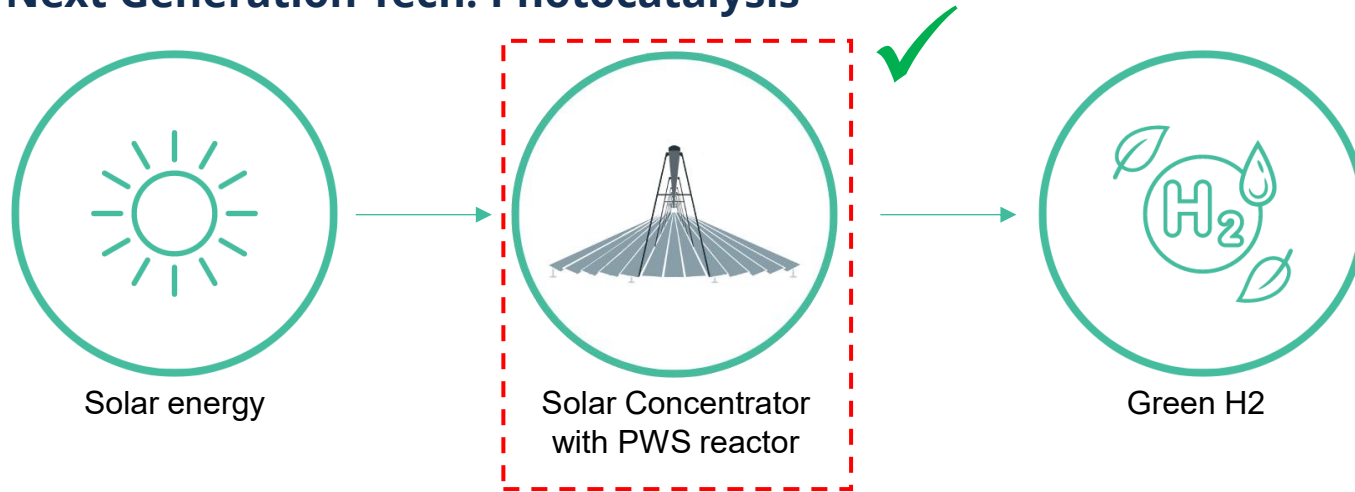 Next Generation Tech: Photocatalysis
H2
Solar energy
Solar Concentrator
with PWS reactor
Green H2